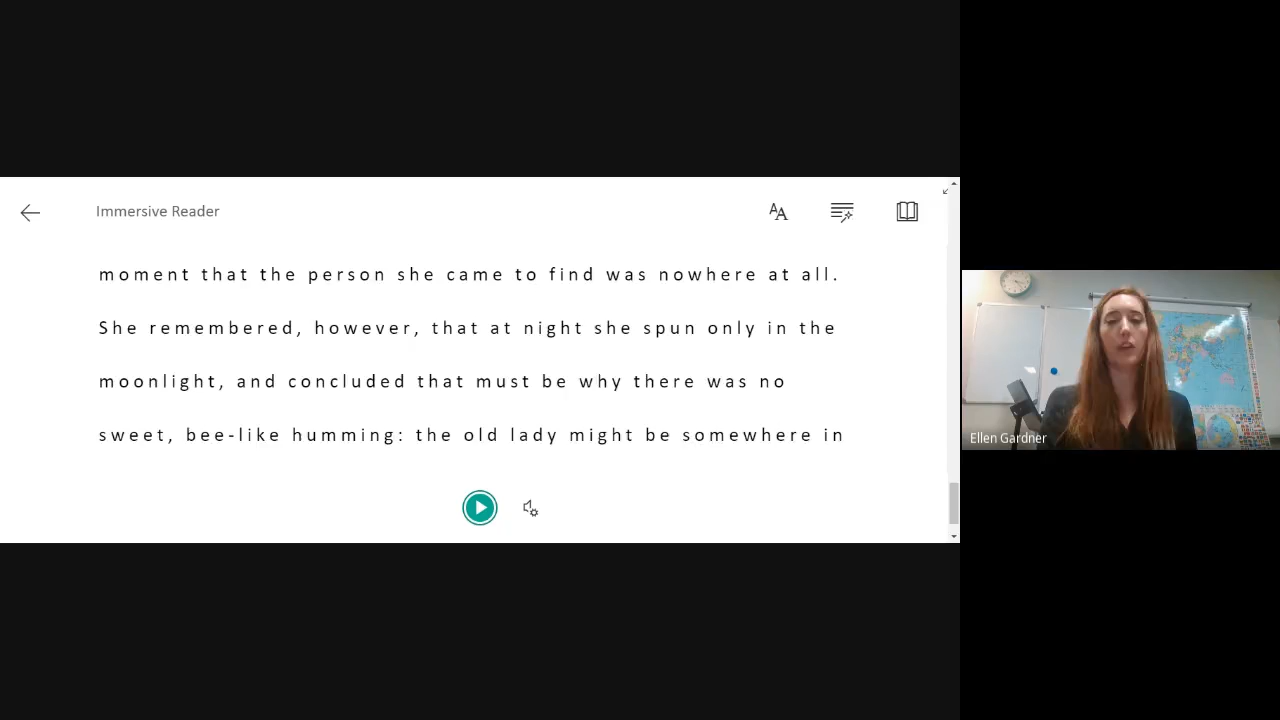 Immersive Reader
moment that the person she came to find was nowhere at all.
She remembered, however, that at night she spun only in the
moonlight, and concluded that must be why there was no
sweet, bee-like humming: the old lady might be somewhere in
Ellen Gardner